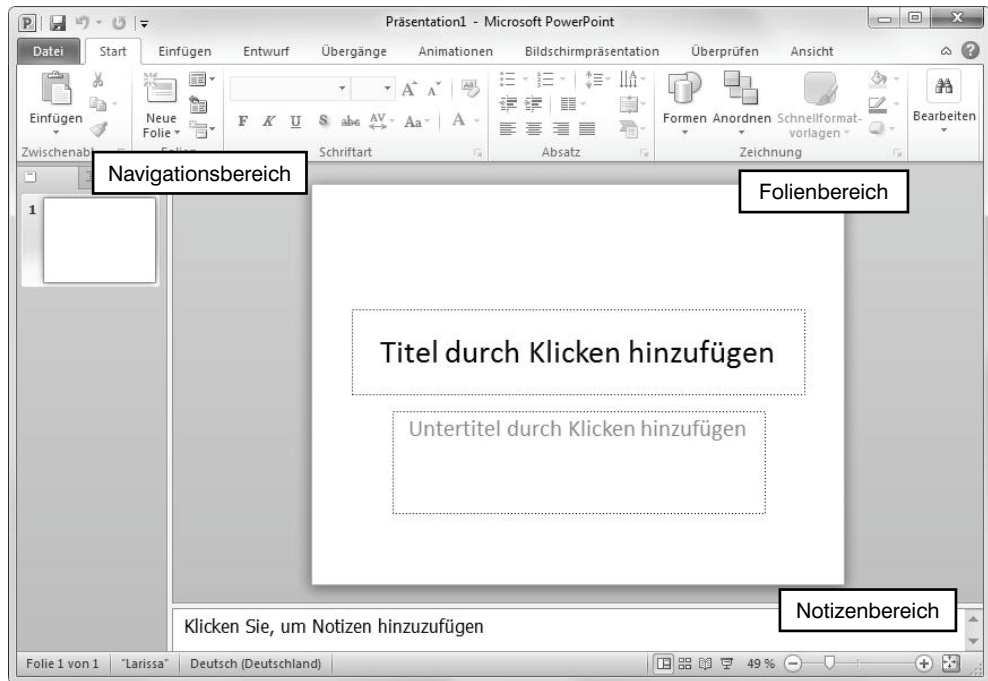 Präsentation1 - Microsoft PowerPoint
Datei Start Einfügen Entwurf Übergänge Animationen Bildschirmpräsentation Überprüfen Ansicht
Einfügen
Neue
Folie
F K U S abc AV Aa A
Formen Anordnen Schnellformat-
vorlagen
Bearbeiten
Schriftart Absatz Zeichnung
Navigationsbereich
Folienbereich
1
Titel durch Klicken hinzufügen
Untertitel durch Klicken hinzufügen
Notizenbereich
Klicken Sie, um Notizen hinzuzufügen
Folie 1 von 1 "Larissa" Deutsch (Deutschland) 49 %